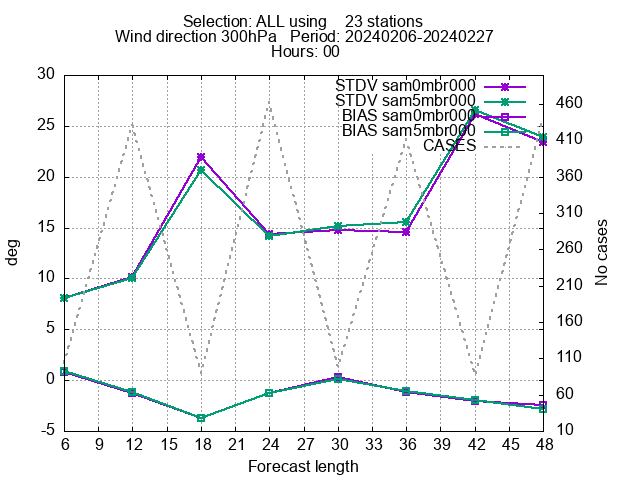 Selection: ALL using    23 stations
Wind direction 300hPa   Period: 20240206-20240227
Hours: 00
STDV sam0mbr000
STDV sam5mbr000
BIAS sam0mbr000
BIAS sam5mbr000
CASES
30
25
20
15
10
5
0
-5
deg
460
410
360
310
260
210
160
110
60
10
No cases
6 9 12 15 18 21 24 27 30 33 36 39 42 45 48
Forecast length